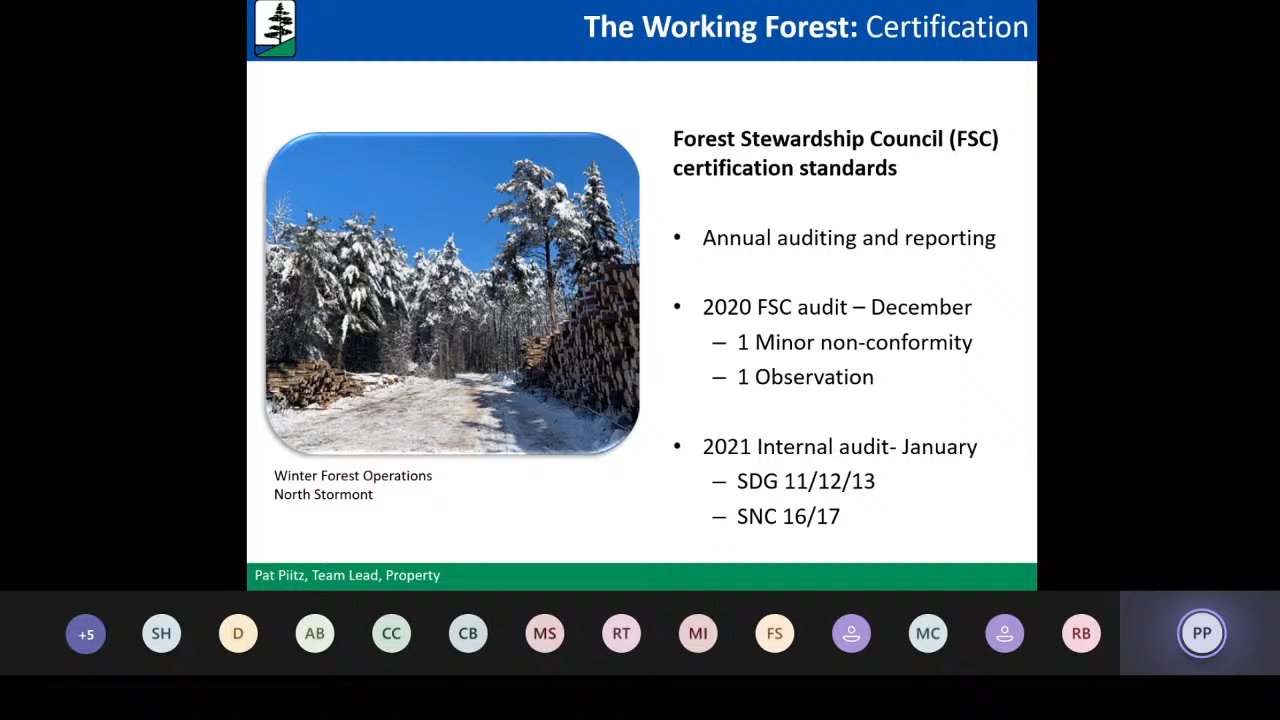 The Working Forest: Certification
Forest Stewardship Council (FSC)
certification standards
• Annual auditing and reporting
• 2020 FSC audit – December
– 1 Minor non-conformity
– 1 Observation
• 2021 Internal audit- January
– SDG 11/12/13
– SNC 16/17
Winter Forest Operations
North Stormont
Pat Piitz, Team Lead, Property
+5 SH D AB CC CB MS RT MI FS MC RB PP